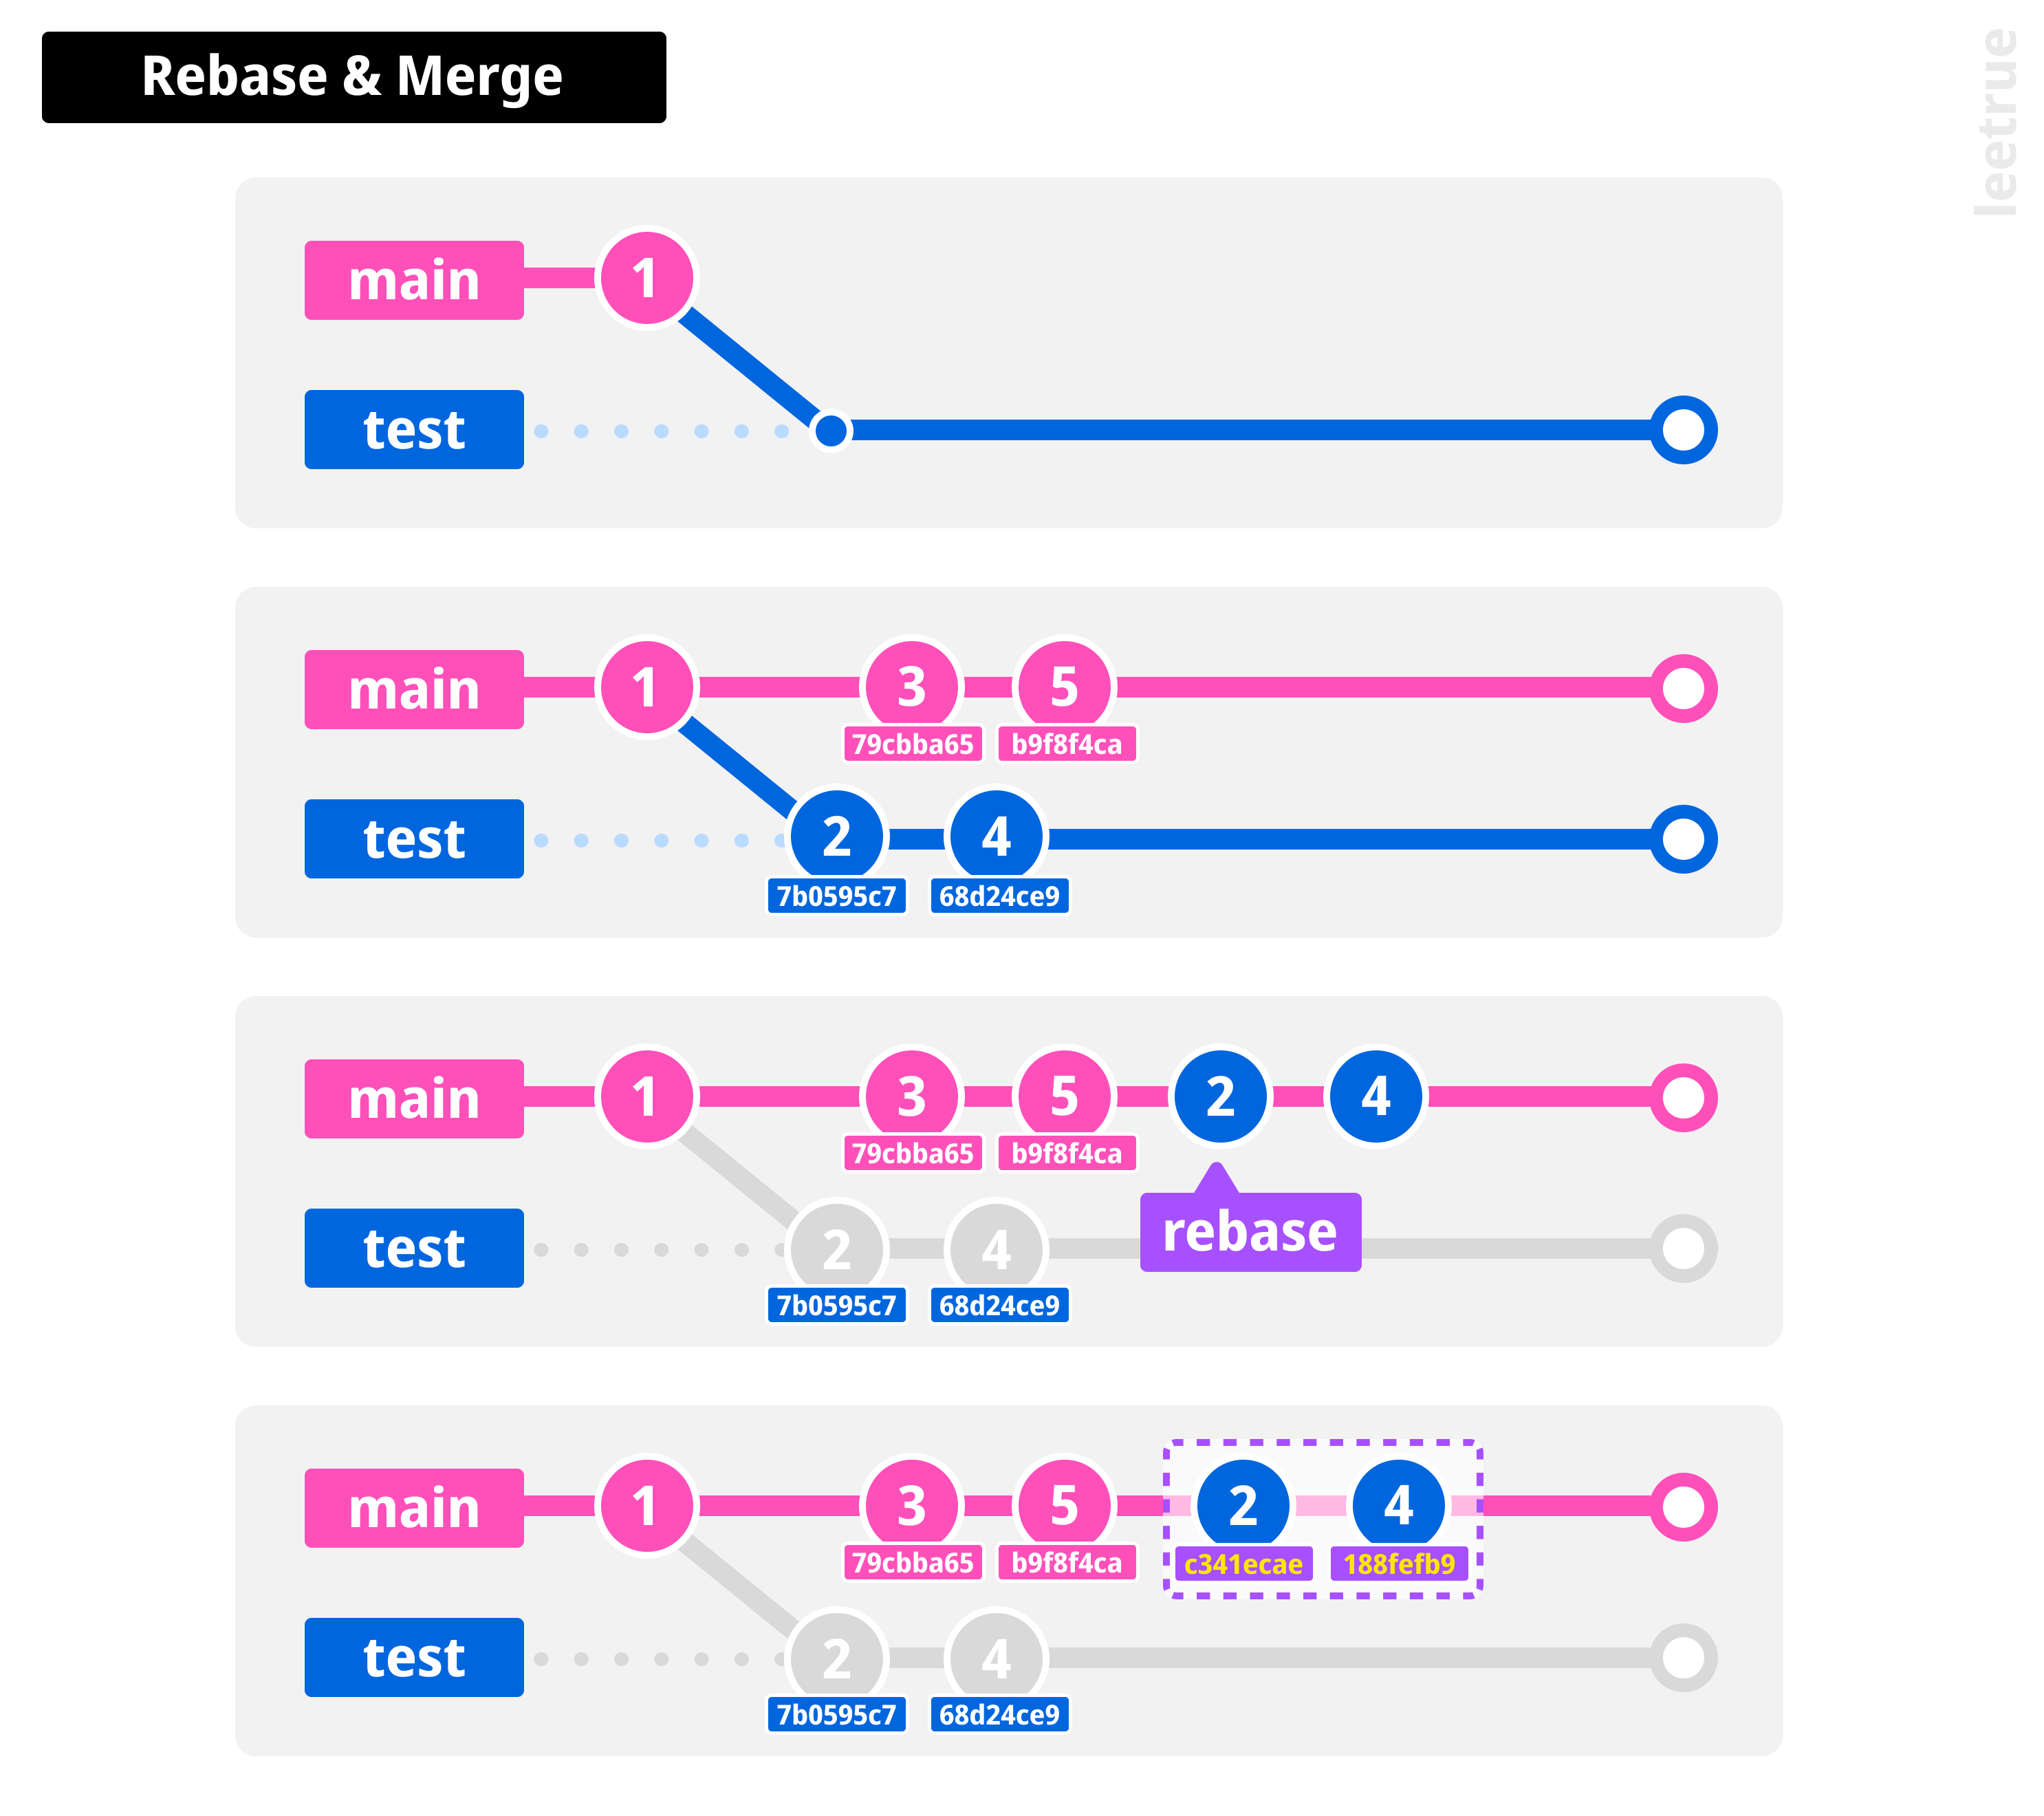 Rebase & Merge
leetrue
main
1
test
main
1
3
5
79cbba65
b9f8f4ca
test
2
4
7b0595c7
68d24ce9
main
1
3
5
2
4
79cbba65
b9f8f4ca
rebase
test
2
4
7b0595c7
68d24ce9
main
1
3
5
2
4
79cbba65
b9f8f4ca
c341ecae
188fefb9
test
2
4
7b0595c7
68d24ce9